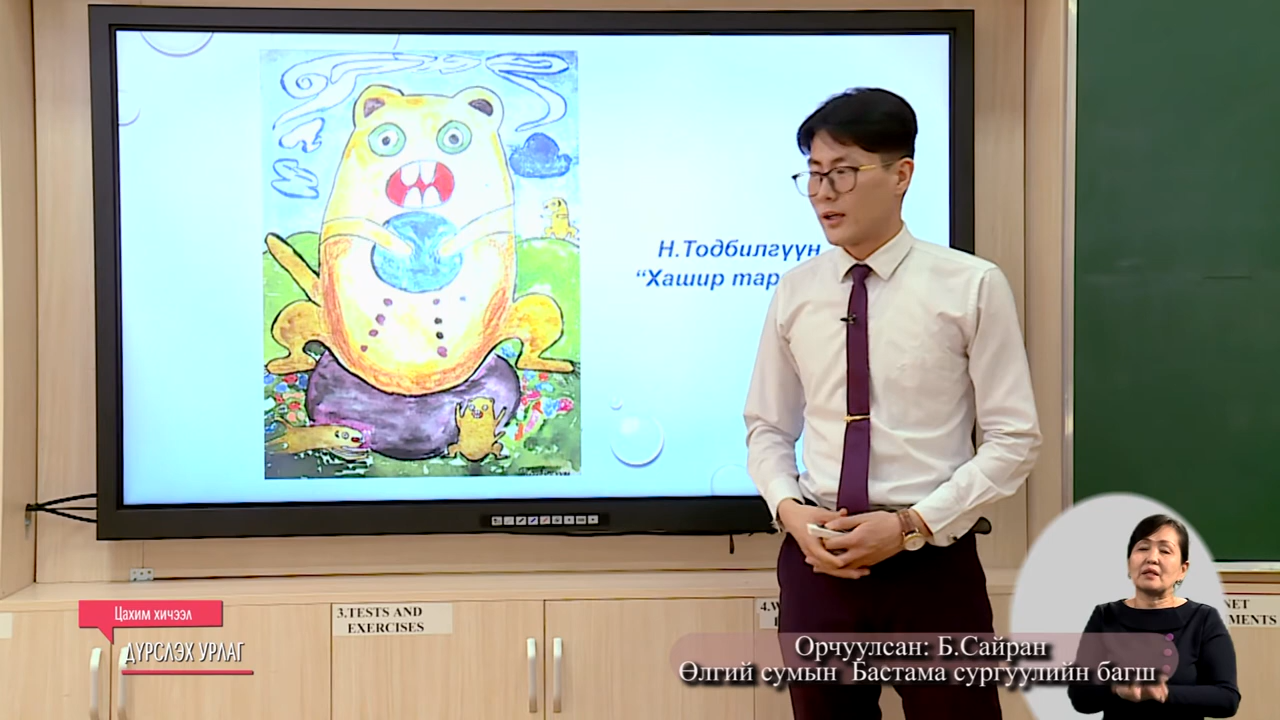 Н.Тодбилгүүн
“Хашир тар
3.TESTS AND
EXERCISES
Цахим хичээл
ДҮРСЛЭХ УРЛАГ
Орчуулсан: Б.Сайран
Өлгий сумын Бастама сургуулийн багш